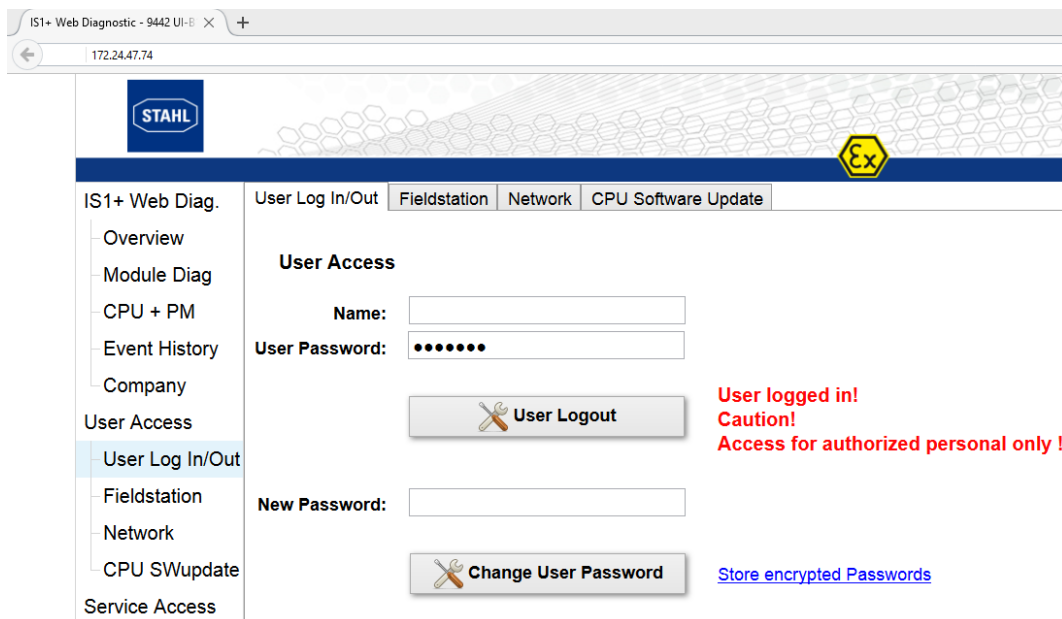 IS1+ Web Diagnostic - 9442 UI-B
172.24.47.74
STAHL
Ex
IS1+ Web Diag.
Overview
Module Diag
CPU + PM
Event History
Company
User Access
User Log In/Out
Fieldstation
Network
CPU SWupdate
Service Access
User Log In/Out Fieldstation Network CPU Software Update
User Access
Name:
User Password: ●●●●●●●
User Logout
User logged in!
Caution!
Access for authorized personal only !
New Password:
Change User Password
Store encrypted Passwords